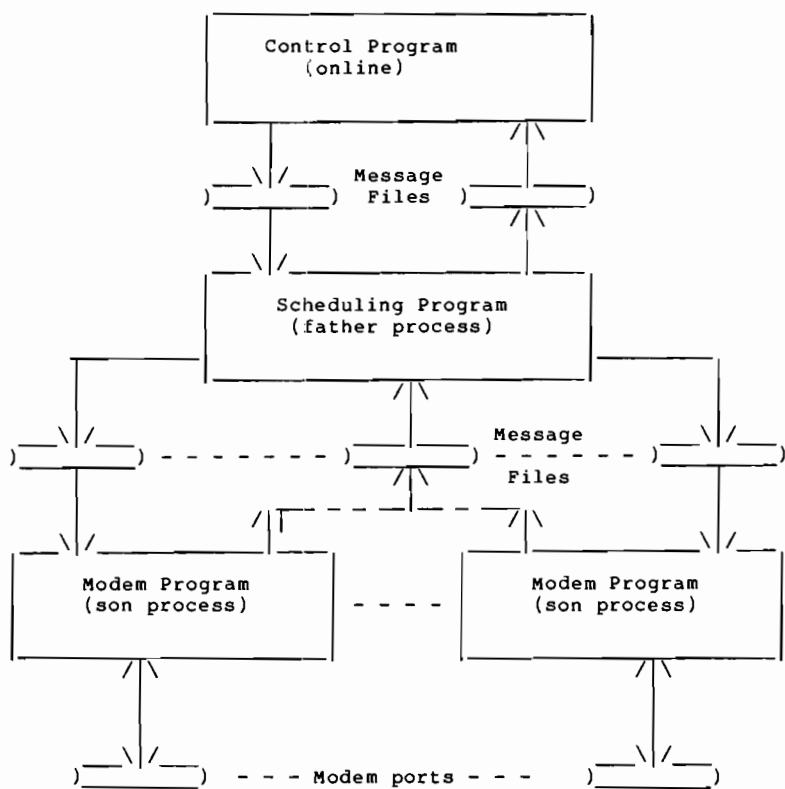 Control Program
(online)
Message
Files
Scheduling Program
(father process)
Message
Files
Modem Program
(son process)
Modem Program
(son process)
Modem ports